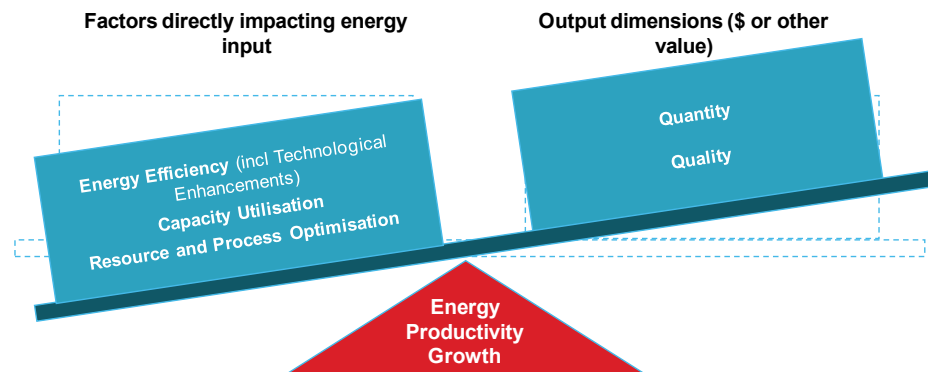 Factors directly impacting energy
input
Output dimensions ($ or other
value)
Energy Efficiency (incl Technological
Enhancements)
Capacity Utilisation
Resource and Process Optimisation
Quantity
Quality
Energy
Productivity
Growth